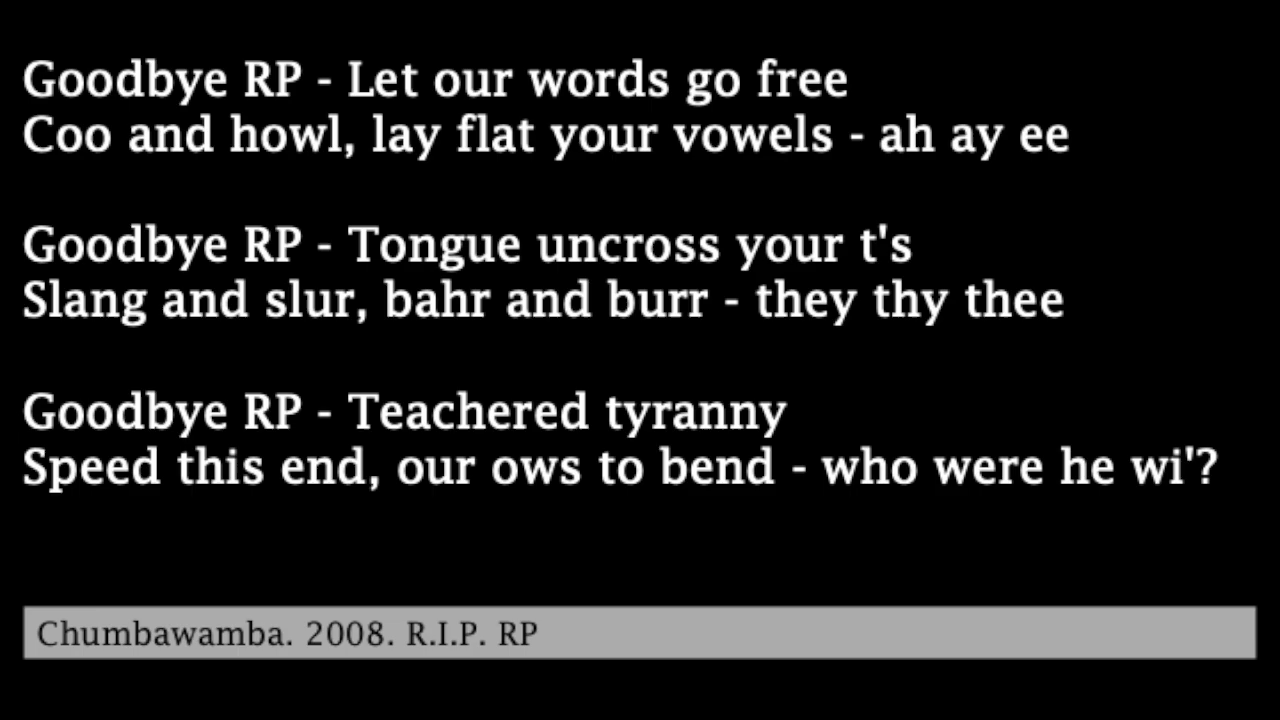 Goodbye RP - Let our words go free
Coo and howl, lay flat your vowels - ah ay ee
Goodbye RP - Tongue uncross your t's
Slang and slur, bahr and burr - they thy thee
Goodbye RP - Teachered tyranny
Speed this end, our ows to bend - who were he wi'?
Chumbawamba. 2008. R.I.P. RP